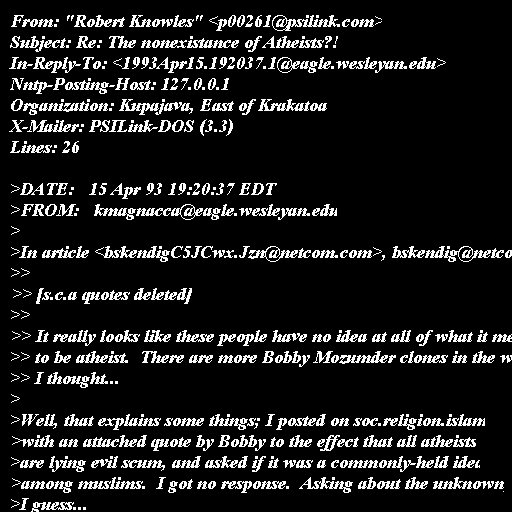 From: "Robert Knowles" <p00261@psilink.com>
Subject: Re: The nonexistance of Atheists?!
In-Reply-To: <1993Apr15.192037.1@eagle.wesleyan.edu>
Nntp-Posting-Host: 127.0.0.1
Organization: Kupajava, East of Krakatoa
X-Mailer: PSILink-DOS (3.3)
Lines: 26

>DATE:   15 Apr 93 19:20:37 EDT
>FROM:   kmagnacca@eagle.wesleyan.edu
>
>In article <bskendigC5JCwx.Jzn@netcom.com>, bskendig@netco
>>
>> [s.c.a quotes deleted]
>>
>> It really looks like these people have no idea at all of what it me
>> to be atheist.  There are more Bobby Mozumder clones in the w
>> I thought...
>
>Well, that explains some things; I posted on soc.religion.islam
>with an attached quote by Bobby to the effect that all atheists
>are lying evil scum, and asked if it was a commonly-held idea
>among muslims.  I got no response.  Asking about the unknown,
>I guess...